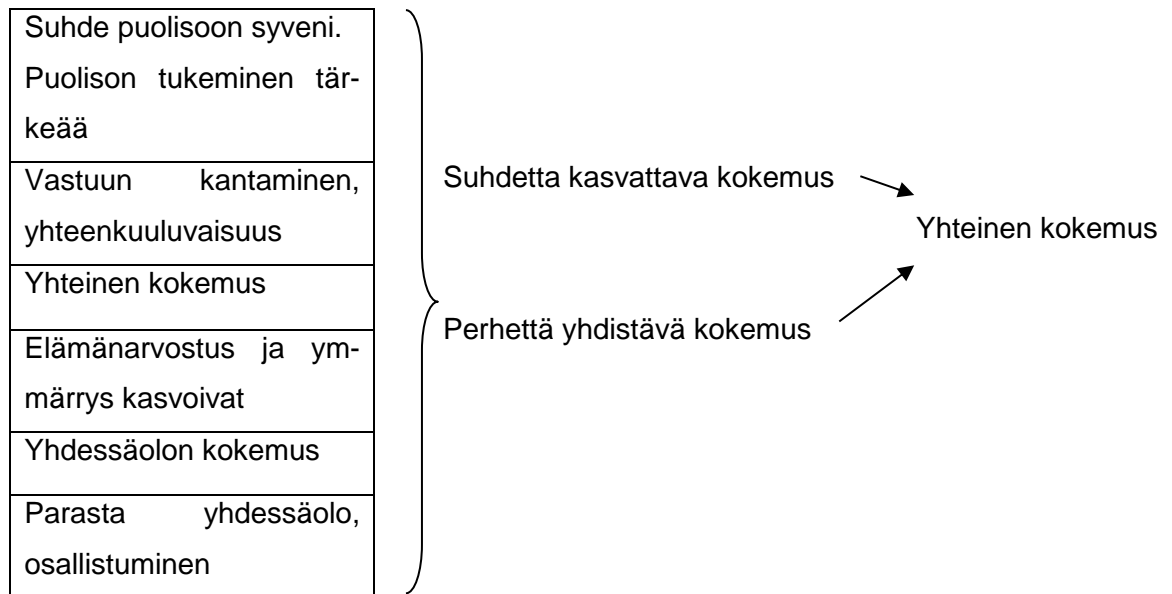 Suhde puolisoon syveni.
Puolison tukeminen tär-
keää
Vastuun kantaminen,
yhteenkuuluvaisuus
Yhteinen kokemus
Elämänarvostus ja ym-
märrys kasvoivat
Yhdessäolon kokemus
Parasta yhdessäolo,
osallistuminen
Suhdetta kasvattava kokemus
Perhettä yhdistävä kokemus
Yhteinen kokemus